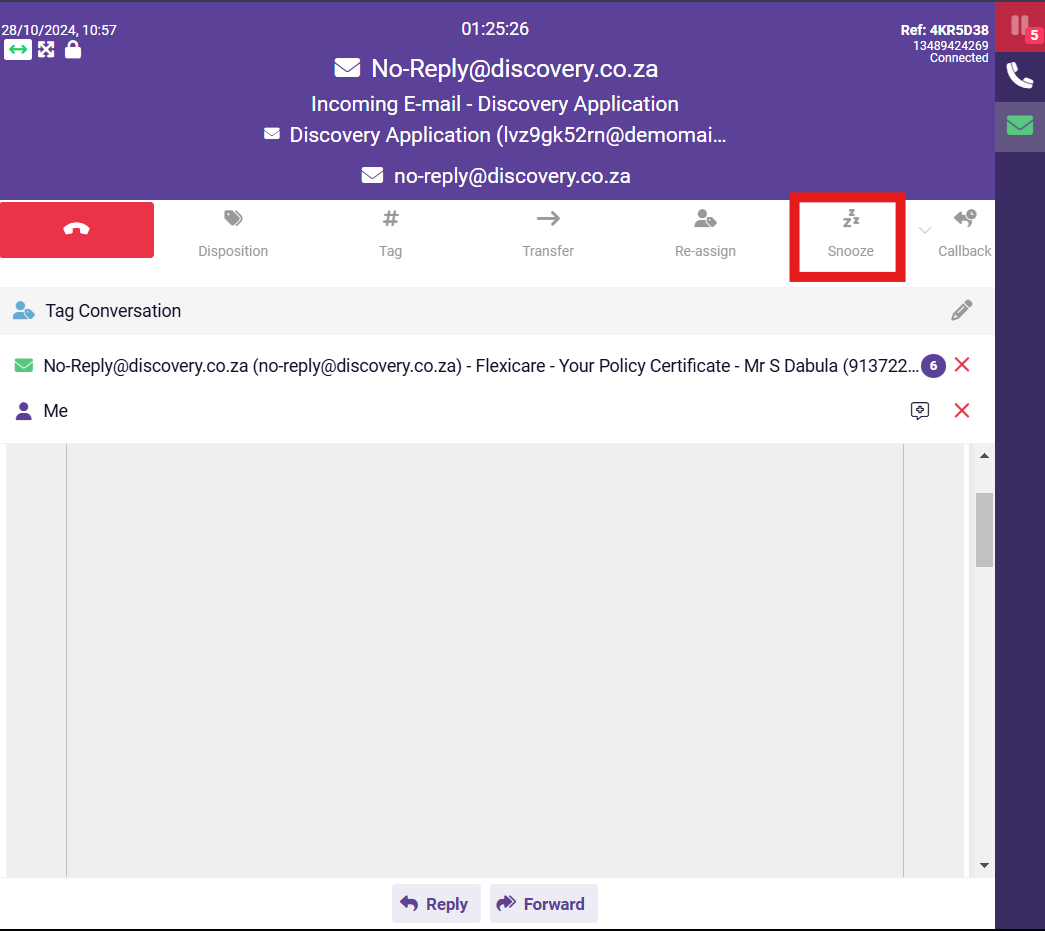 28/10/2024, 10:57
01:25:26
Ref: 4KR5D38
13489424269
Connected
5
No-Reply@discovery.co.za
Incoming E-mail - Discovery Application
Discovery Application (lvz9gk52rn@demomai...
no-reply@discovery.co.za
Disposition
# Tag
Transfer
Re-assign
zzz Snooze
Callback
Tag Conversation
No-Reply@discovery.co.za (no-reply@discovery.co.za) - Flexicare - Your Policy Certificate - Mr S Dabula (913722... 6
Me
Reply
Forward